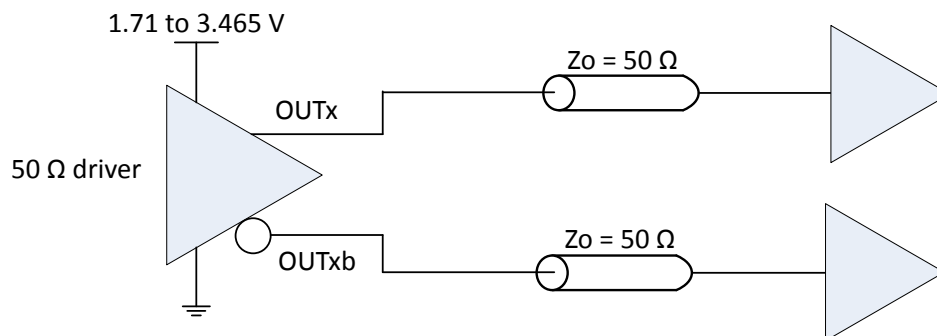 1.71 to 3.465 V
Zo = 50 Ω
OUTx
50 Ω driver
Zo = 50 Ω
OUTxb